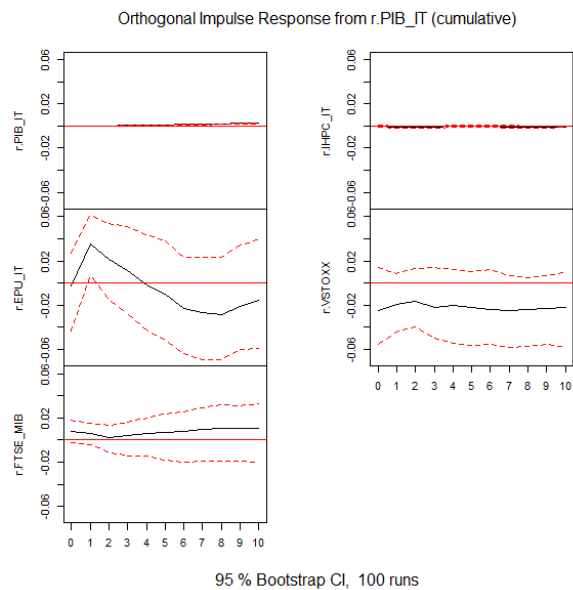 Orthogonal Impulse Response from r.PIB_IT (cumulative)
r.PIB_IT
-0.06 -0.02 0.02 0.06
r.EPU_IT
-0.06 -0.02 0.02 0.06
r.FTSE_MIB
-0.06 -0.02 0.02 0.06
0 1 2 3 4 5 6 7 8 9 10
r.IHPC_IT
-0.06 -0.02 0.02 0.06
r.VSTOXX
-0.06 -0.02 0.02 0.06
0 1 2 3 4 5 6 7 8 9 10
95 % Bootstrap CI, 100 runs